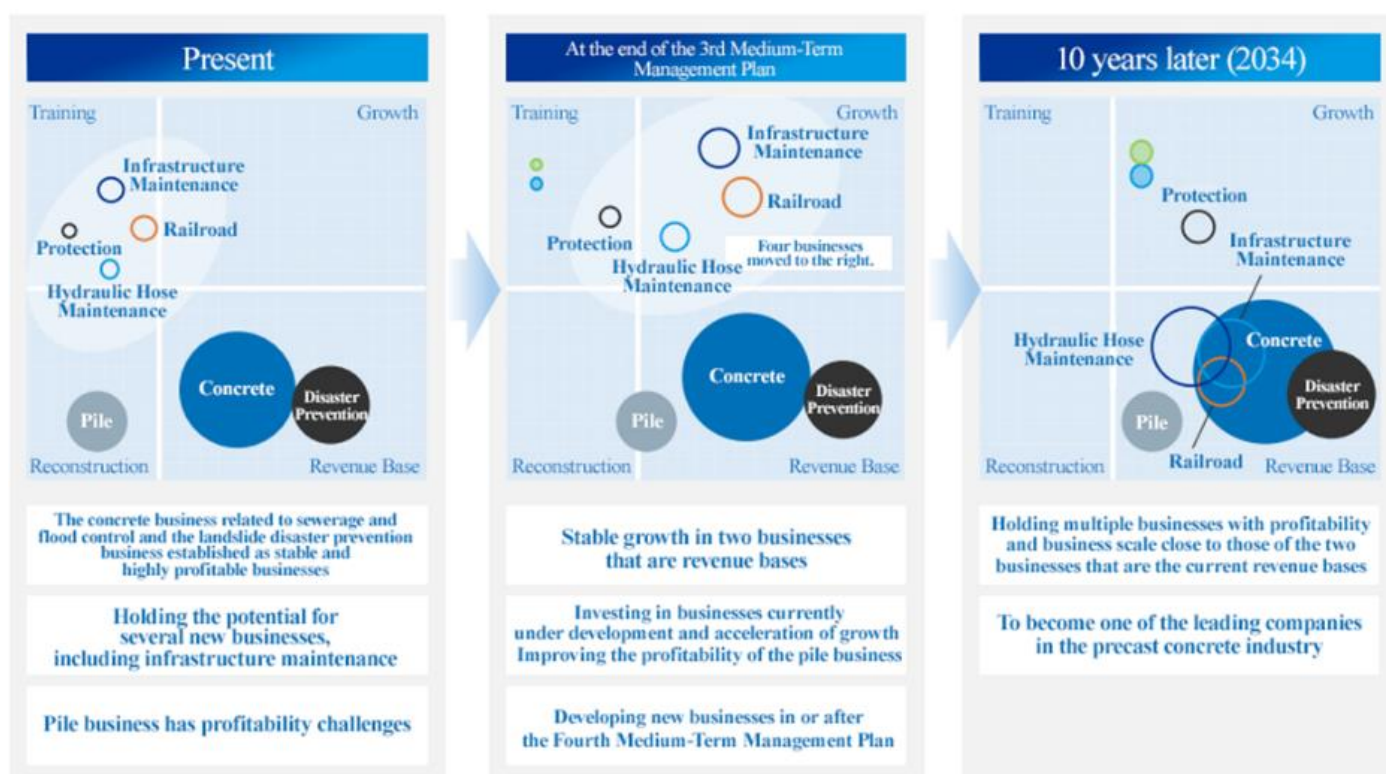 Present
Training
Growth
Infrastructure
Maintenance
Railroad
Protection
Hydraulic Hose
Maintenance
Concrete
Disaster
Prevention
Pile
Reconstruction
Revenue Base
The concrete business related to sewerage and
flood control and the landslide disaster prevention
business established as stable and
highly profitable businesses
Holding the potential for
several new businesses,
including infrastructure maintenance
Pile business has profitability challenges
At the end of the 3rd Medium-Term
Management Plan
Training
Growth
Infrastructure
Maintenance
Railroad
Protection
Four businesses
moved to the right.
Hydraulic Hose
Maintenance
Concrete
Disaster
Prevention
Pile
Reconstruction
Revenue Base
Stable growth in two businesses
that are revenue bases
Investing in businesses currently
under development and acceleration of growth
Improving the profitability of the pile business
Developing new businesses in or after
the Fourth Medium-Term Management Plan
10 years later (2034)
Training
Growth
Protection
Infrastructure
Maintenance
Hydraulic Hose
Maintenance
Concrete
Disaster
Prevention
Pile
Railroad
Reconstruction
Revenue Base
Holding multiple businesses with profitability
and business scale close to those of the two
businesses that are the current revenue bases
To become one of the leading companies
in the precast concrete industry